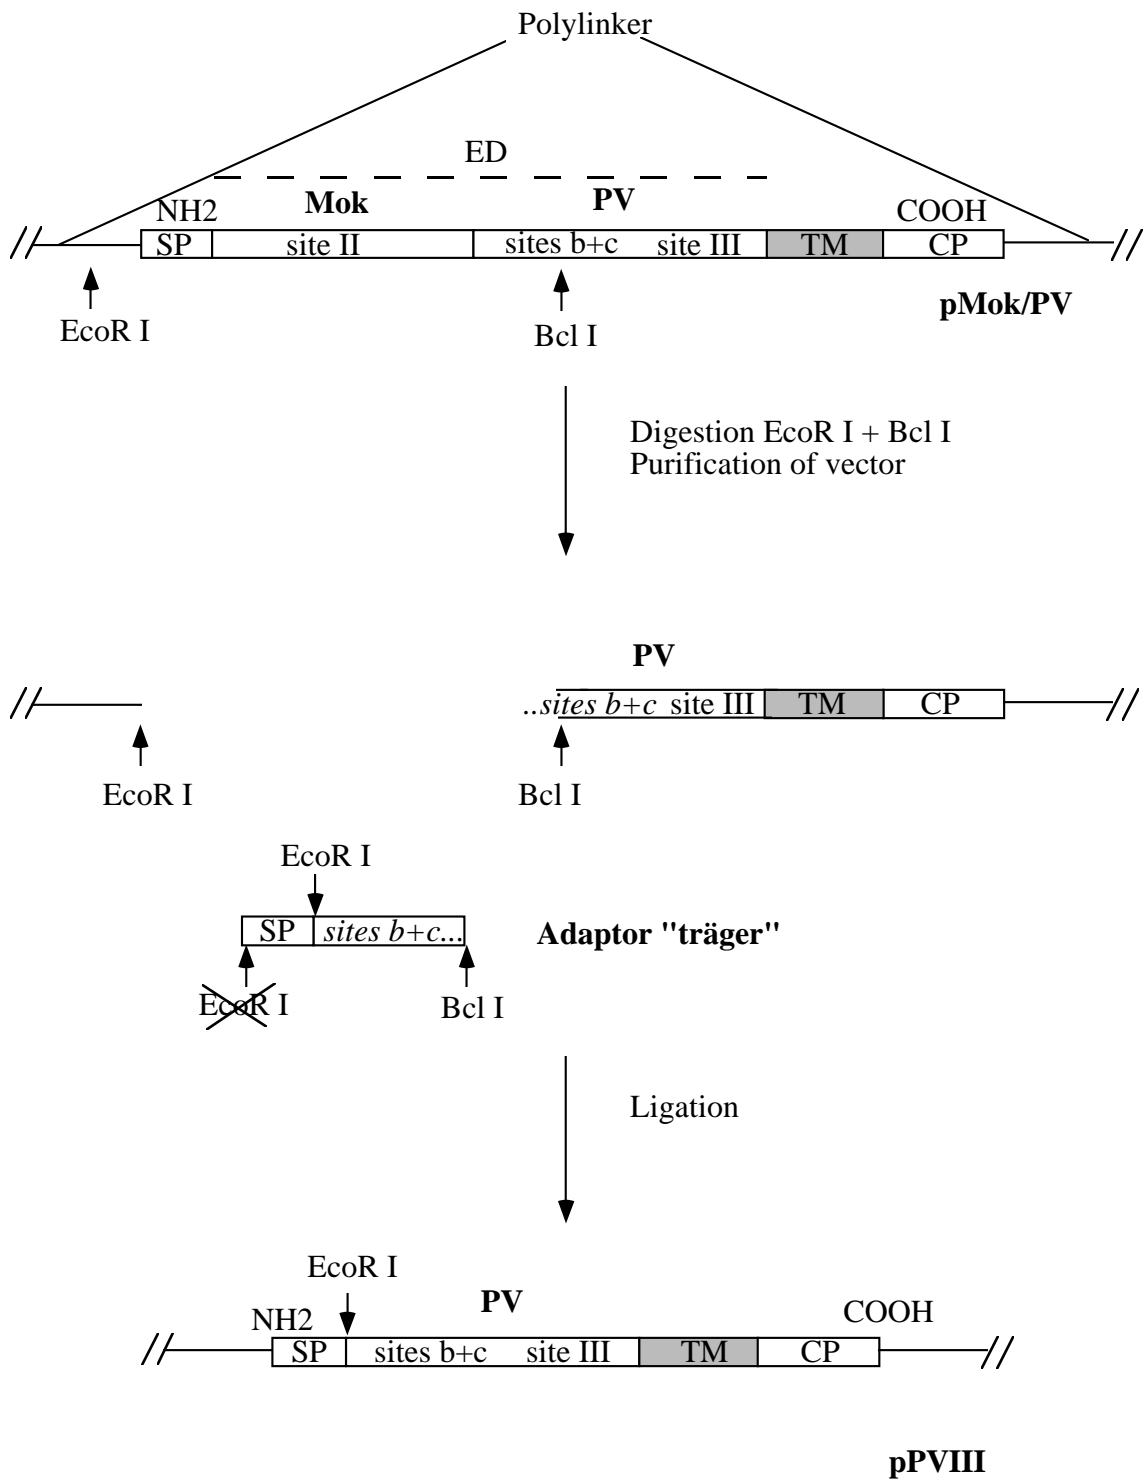 Polylinker
ED
Mok PV
NH2 COOH
SP site II sites b+c site III TM CP
pMok/PV
EcoR I
Bcl I
Digestion EcoR I + Bcl I
Purification of vector
PV
..sites b+c site III TM CP
EcoR I Bcl I
EcoR I
SP sites b+c... Adaptor "träger"
EcoR I Bcl I
Ligation
EcoR I
PV
NH2 COOH
SP sites b+c site III TM CP
pPVIII